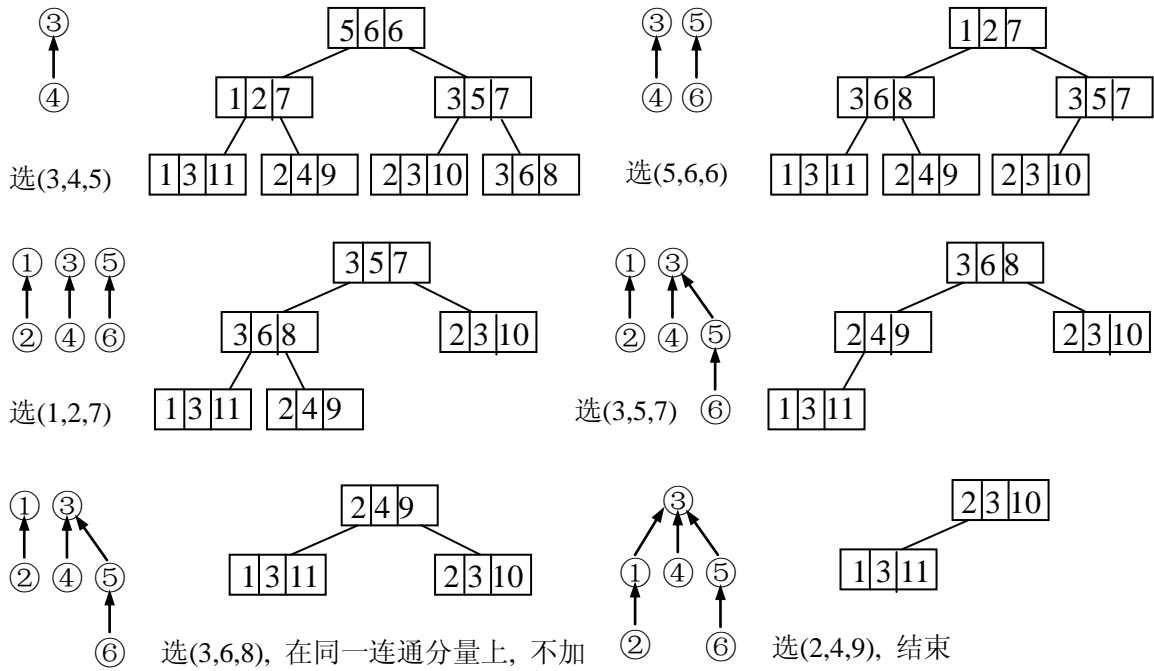 ③ 5 6 6
④ 1 2 7 3 5 7
选(3,4,5) 1 3 11 2 4 9 2 3 10 3 6 8
③ ⑤ 1 2 7
④ ⑥ 3 6 8 3 5 7
选(5,6,6) 1 3 11 2 4 9 2 3 10
① ③ ⑤ 3 5 7
② ④ ⑥ 3 6 8 2 3 10
选(1,2,7) 1 3 11 2 4 9
① ③ 3 6 8
② ④ ⑤ 2 4 9 2 3 10
选(3,5,7) ⑥ 1 3 11
① ③ 2 4 9
② ④ ⑤ 1 3 11 2 3 10
⑥ 选(3,6,8), 在同一连通分量上, 不加
③ 2 3 10
① ④ ⑤ 1 3 11
② ⑥ 选(2,4,9), 结束